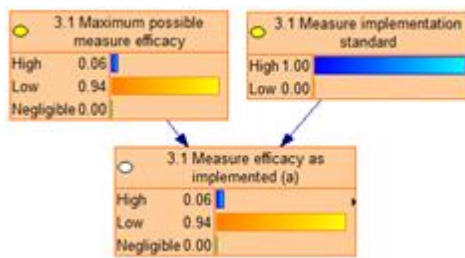 3.1 Maximum possible
measure efficacy
High 0.06
Low 0.94
Negligible 0.00
3.1 Measure implementation
standard
High 1.00
Low 0.00
3.1 Measure efficacy as
implemented (a)
High 0.06
Low 0.94
Negligible 0.00